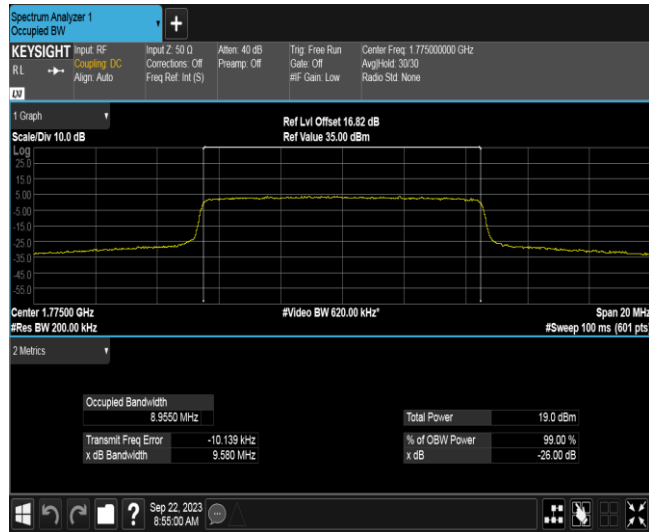 Spectrum Analyzer 1
Occupied BW
KEYSIGHT
RL
LXI
Input: RF
Coupling: DC
Align: Auto
Input Z: 50 Ω
Corrections: Off
Freq Ref: Int (S)
Atten: 40 dB
Preamp: Off
Trig: Free Run
Gate: Off
#IF Gain: Low
Center Freq: 1.775000000 GHz
Avg|Hold: 30/30
Radio Std: None
1 Graph
Scale/Div 10.0 dB
Ref Lvl Offset 16.82 dB
Ref Value 35.00 dBm
Log
25.0
15.0
5.00
-5.00
-15.0
-25.0
-35.0
-45.0
-55.0
Center 1.77500 GHz
#Res BW 200.00 kHz
#Video BW 620.00 kHz*
Span 20 MHz
#Sweep 100 ms (601 pts
2 Metrics
Occupied Bandwidth
8.9550 MHz
Transmit Freq Error -10.139 kHz
x dB Bandwidth 9.580 MHz
Total Power 19.0 dBm
% of OBW Power 99.00 %
x dB -26.00 dB
?
Sep 22, 2023
8:55:00 AM